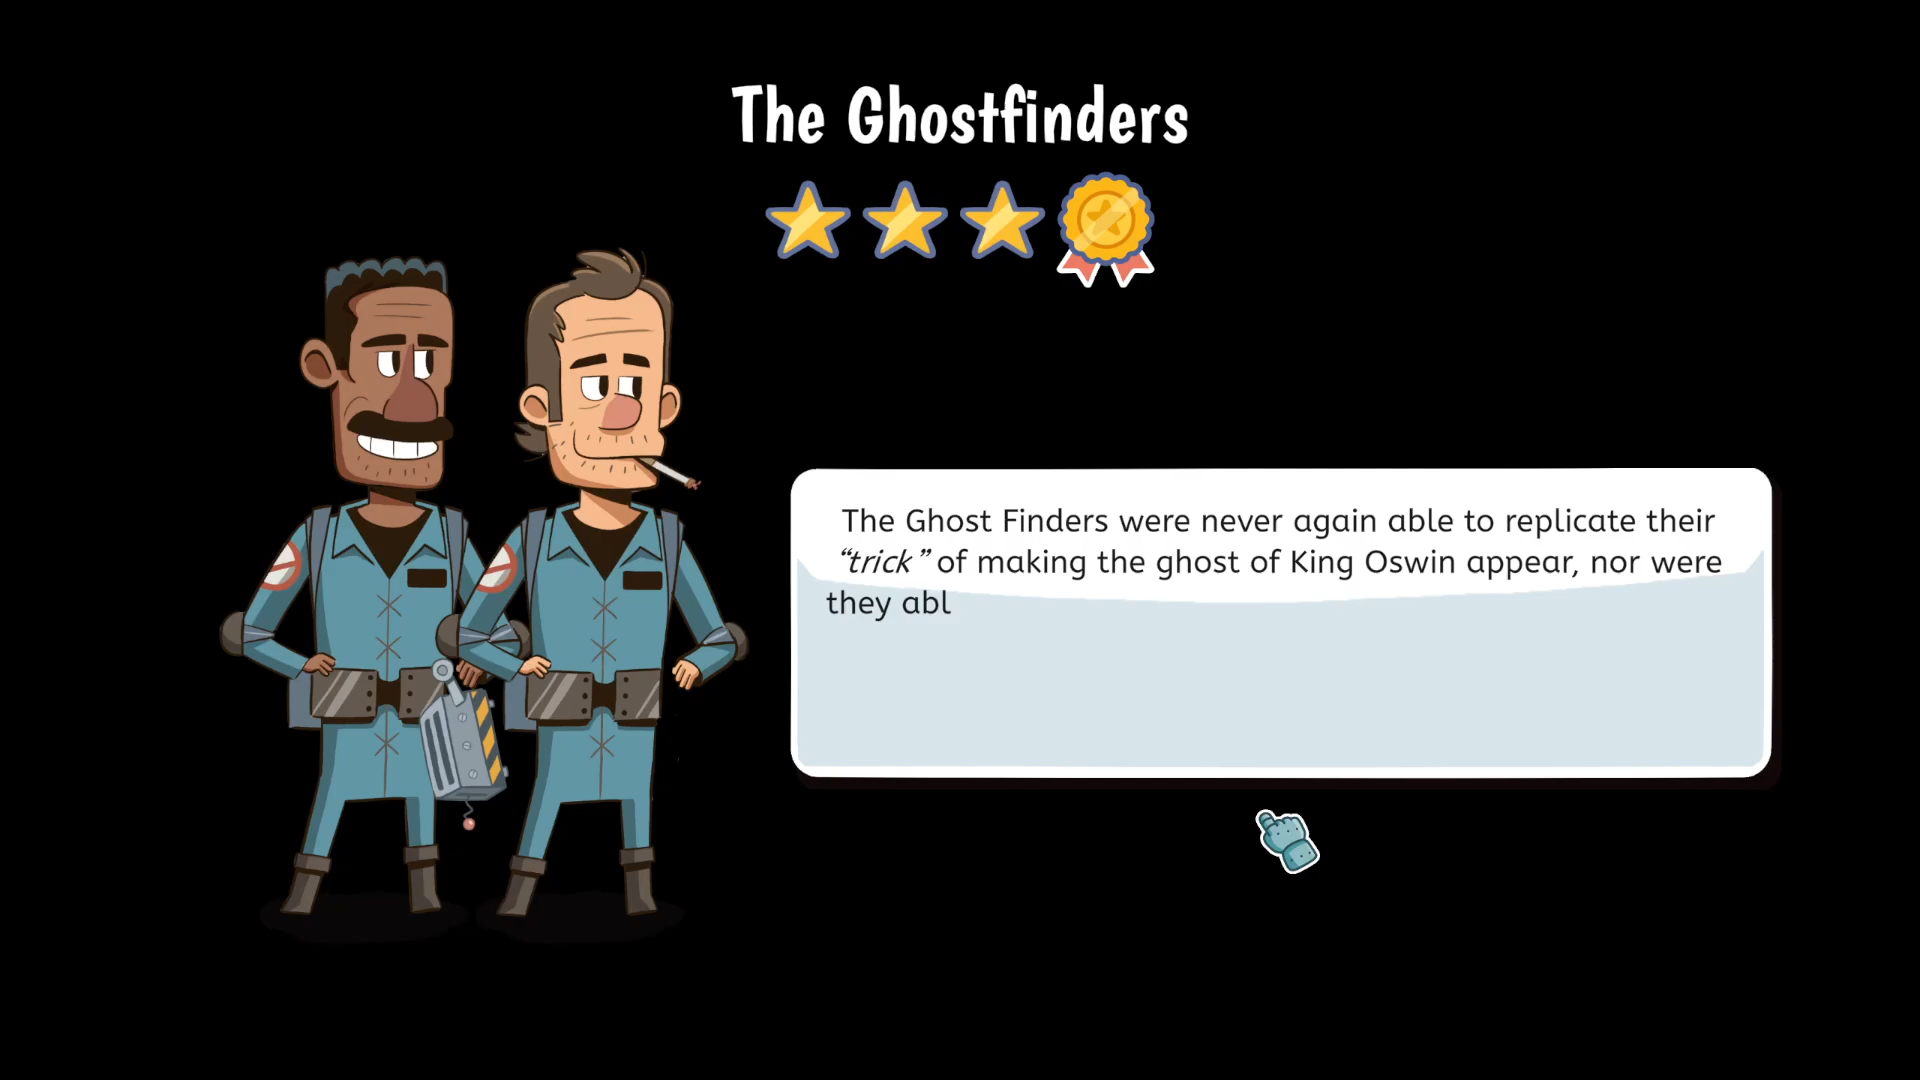 The Ghostfinders
The Ghost Finders were never again able to replicate their
“trick” of making the ghost of King Oswin appear, nor were
they abl